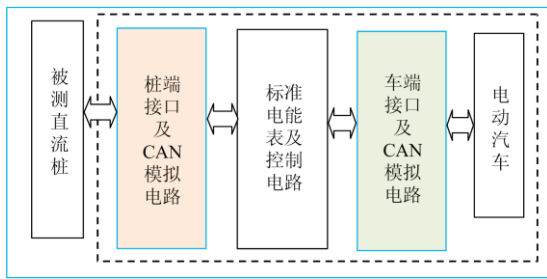 被
测
直
流
桩
桩端
接口
及
CAN
模拟
电路
标准
电能
表及
控制
电路
车端
接口
及
CAN
模拟
电路
电
动
汽
车